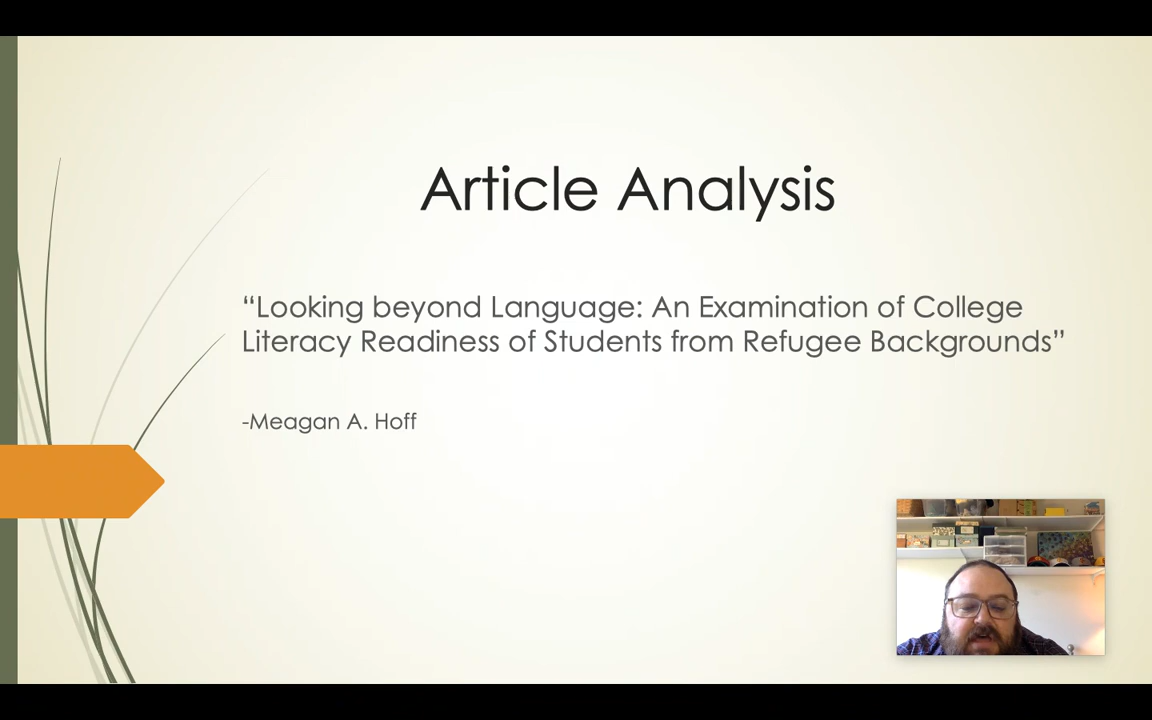 Article Analysis
“Looking beyond Language: An Examination of College
Literacy Readiness of Students from Refugee Backgrounds”
-Meagan A. Hoff